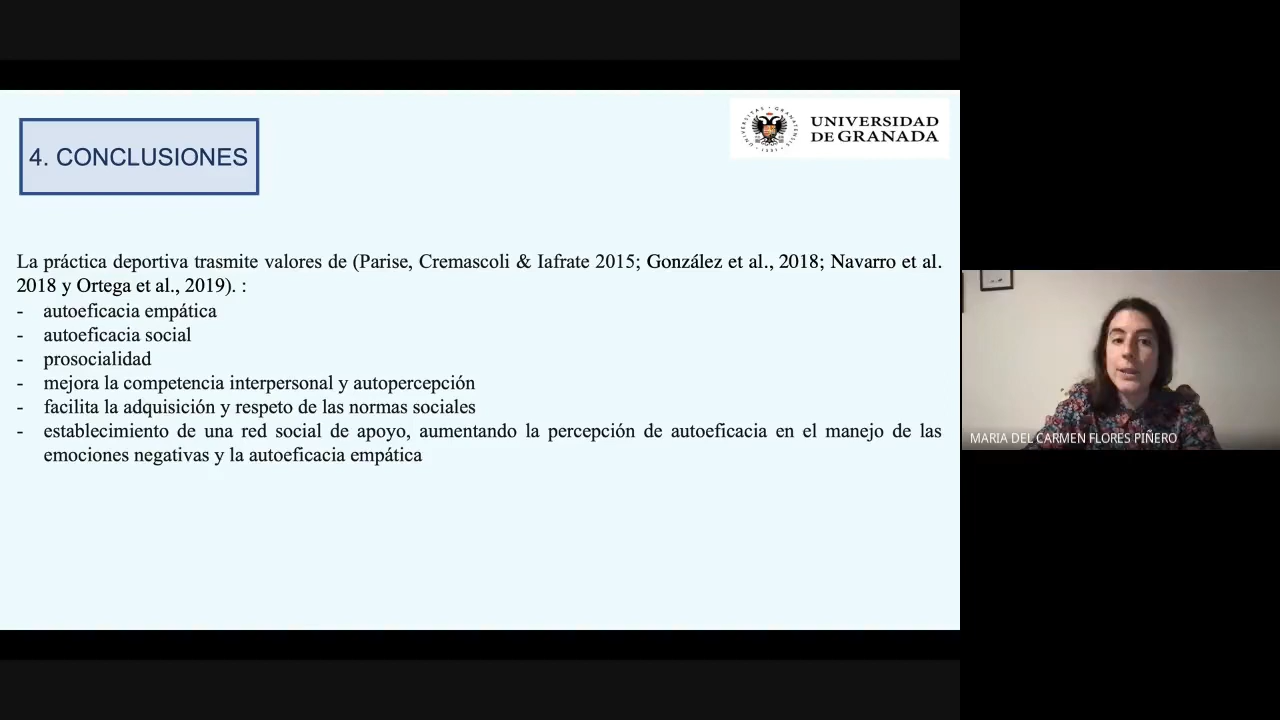 4. CONCLUSIONES
UNIVERSIDAD
DE GRANADA
La práctica deportiva trasmite valores de (Parise, Cremascoli & Iafrate 2015; González et al., 2018; Navarro et al.
2018 y Ortega et al., 2019). :
- autoeficacia empática
- autoeficacia social
- prosocialidad
- mejora la competencia interpersonal y autopercepción
- facilita la adquisición y respeto de las normas sociales
- establecimiento de una red social de apoyo, aumentando la percepción de autoeficacia en el manejo de las
emociones negativas y la autoeficacia empática
MARIA DEL CARMEN FLORES PIÑERO